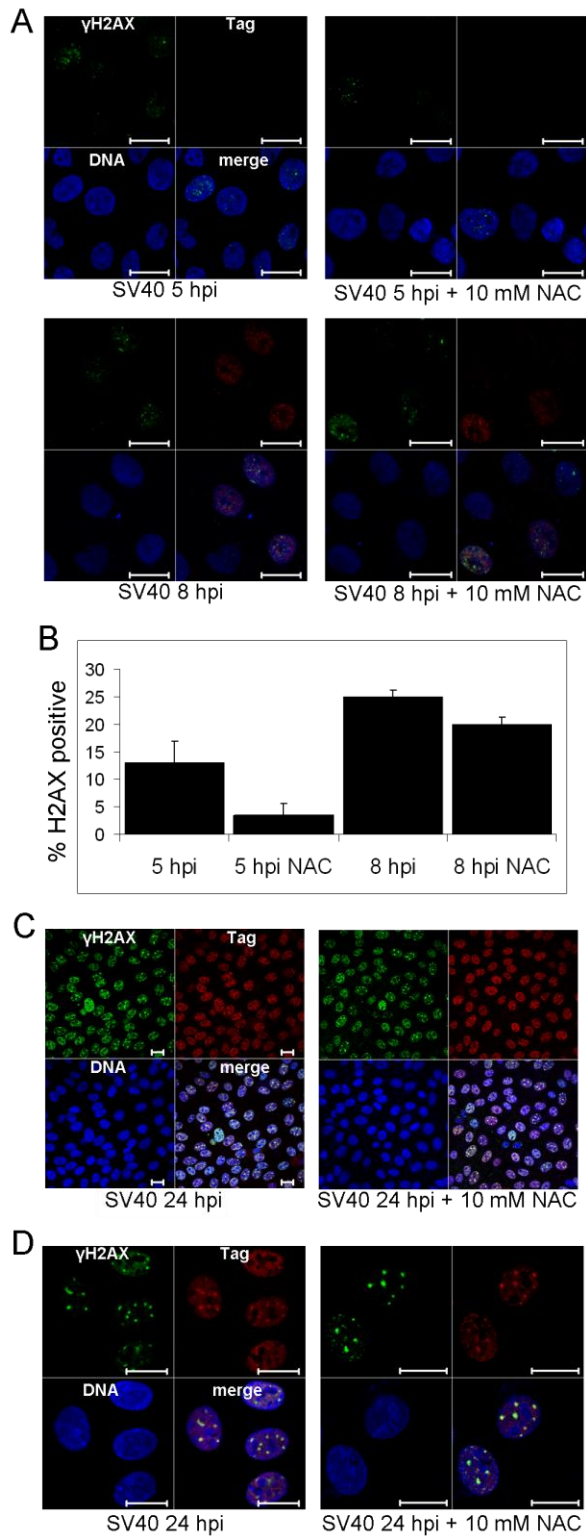 A
γH2AX Tag
DNA merge
SV40 5 hpi SV40 5 hpi + 10 mM NAC
SV40 8 hpi SV40 8 hpi + 10 mM NAC
B
% H2AX positive
30
25
20
15
10
5
0
5 hpi 5 hpi NAC 8 hpi 8 hpi NAC
C
γH2AX Tag
DNA merge
SV40 24 hpi SV40 24 hpi + 10 mM NAC
D
γH2AX Tag
DNA merge
SV40 24 hpi SV40 24 hpi + 10 mM NAC